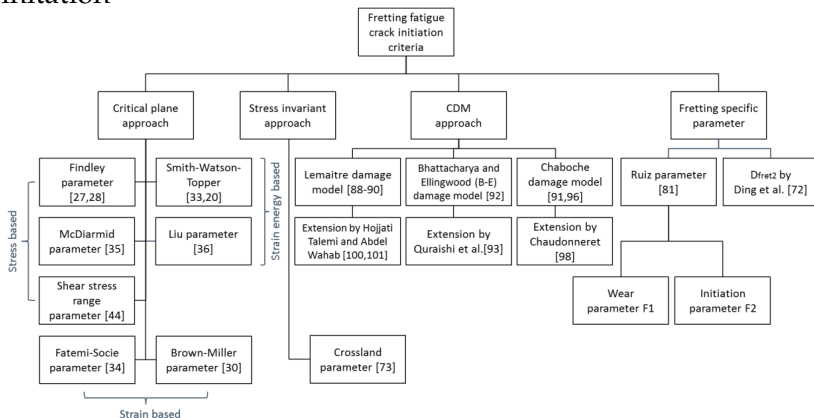 Fretting fatigue
crack initiation
criteria
Critical plane
approach
Stress invariant
approach
CDM
approach
Fretting specific
parameter
Findley
parameter
[27,28]
Smith-Watson-
Topper
[33,20]
Lemaitre damage
model [88-90]
Bhattacharya and
Ellingwood (B-E)
damage model [92]
Chaboche
damage model
[91,96]
Ruiz parameter
[81]
Dfret2 by
Ding et al. [72]
McDiarmid
parameter [35]
Liu parameter
[36]
Extension by Hojjati
Talemi and Abdel
Wahab [100,101]
Extension by
Quraishi et al.[93]
Extension by
Chaudonneret
[98]
Stress based
Strain energy based
Shear stress
range
parameter [44]
Wear
parameter F1
Initiation
parameter F2
Fatemi-Socie
parameter [34]
Brown-Miller
parameter [30]
Crossland
parameter [73]
Strain based